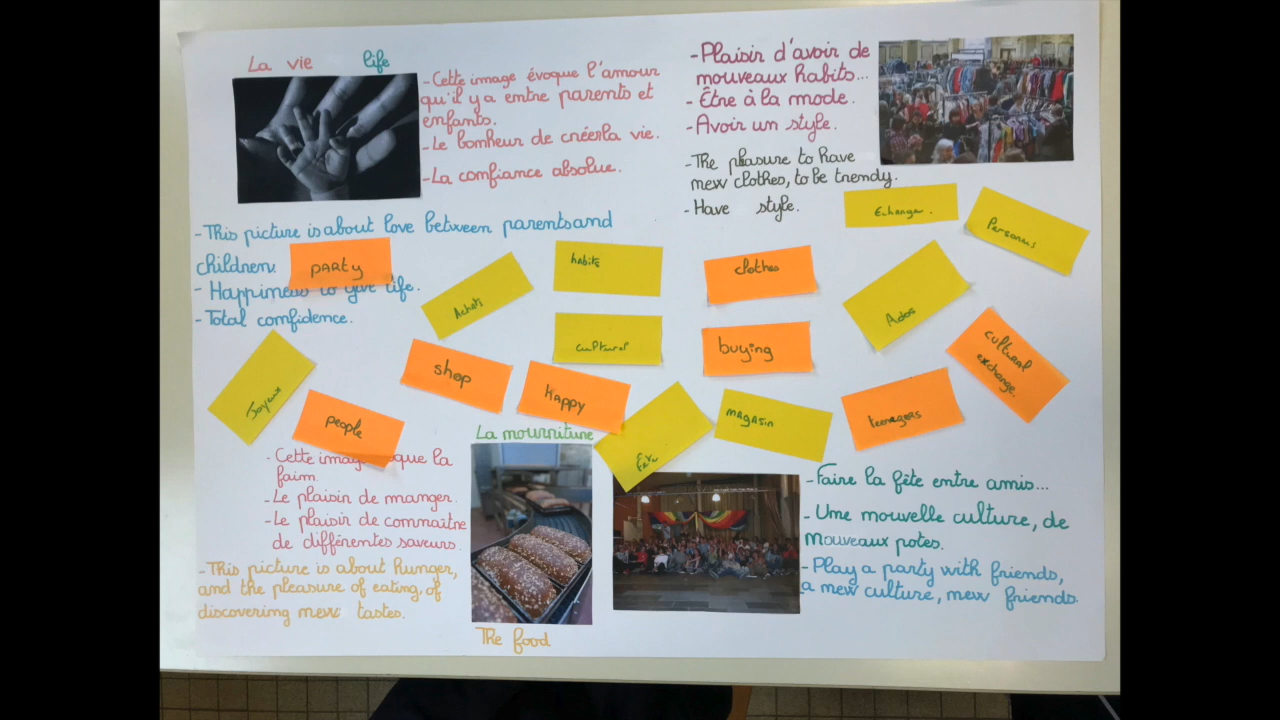 La vie life
- Cette image évoque l'amour
qu'il y a entre parents et
enfants.
- Le bonheur de créer la vie.
- La confiance absolue.
- This picture is about love between parents and
children.
- Happiness to give life.
- Total confidence.
- Plaisir d'avoir de
nouveaux habits...
- Être à la mode.
- Avoir un style.
- The pleasure to have
new clothes, to be trendy.
- Have style.
Echange.
Personnes
PARTY
Achats
habits
clothes
Ados
cultural
buying
cultural
exchange.
Joyeux
people
shop
happy
Fête
magasin
teenagers
- Cette image évoque la
faim.
- Le plaisir de manger.
- Le plaisir de connaître
de différentes saveurs.
- This picture is about hunger,
and the pleasure of eating, of
discovering new tastes.
La nourriture
The food
- Faire la fête entre amis...
- Une nouvelle culture, de
nouveaux potes.
- Play a party with friends,
a new culture, new friends.